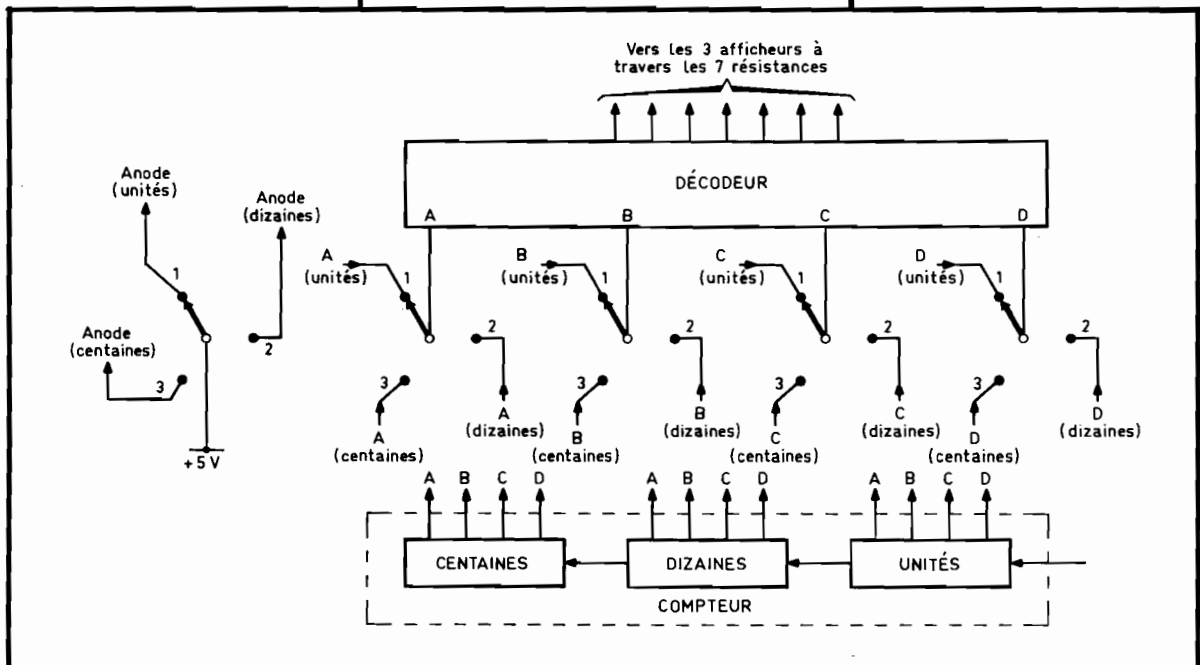 Vers les 3 afficheurs à
travers les 7 résistances
DÉCODEUR
A
B
C
D
Anode
(unités)
Anode
(dizaines)
1
2
Anode
(centaines)
3
+5V
A
(unités)
1
2
3
A
(dizaines)
A
(centaines)
B
(unités)
1
2
3
B
(dizaines)
B
(centaines)
C
(unités)
1
2
3
C
(dizaines)
C
(centaines)
D
(unités)
1
2
3
D
(dizaines)
D
(centaines)
A B C D
A B C D
A B C D
CENTAINES
DIZAINES
UNITÉS
COMPTEUR